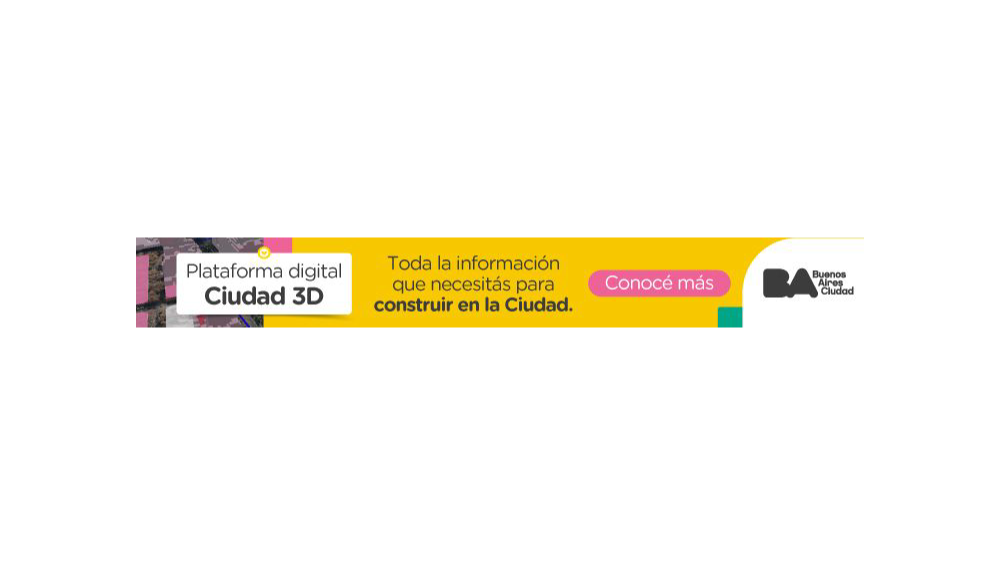 Plataforma digital
Ciudad 3D
Toda la información
que necesitás para
construir en la Ciudad.
Conocé más
BA
Buenos
Aires
Ciudad